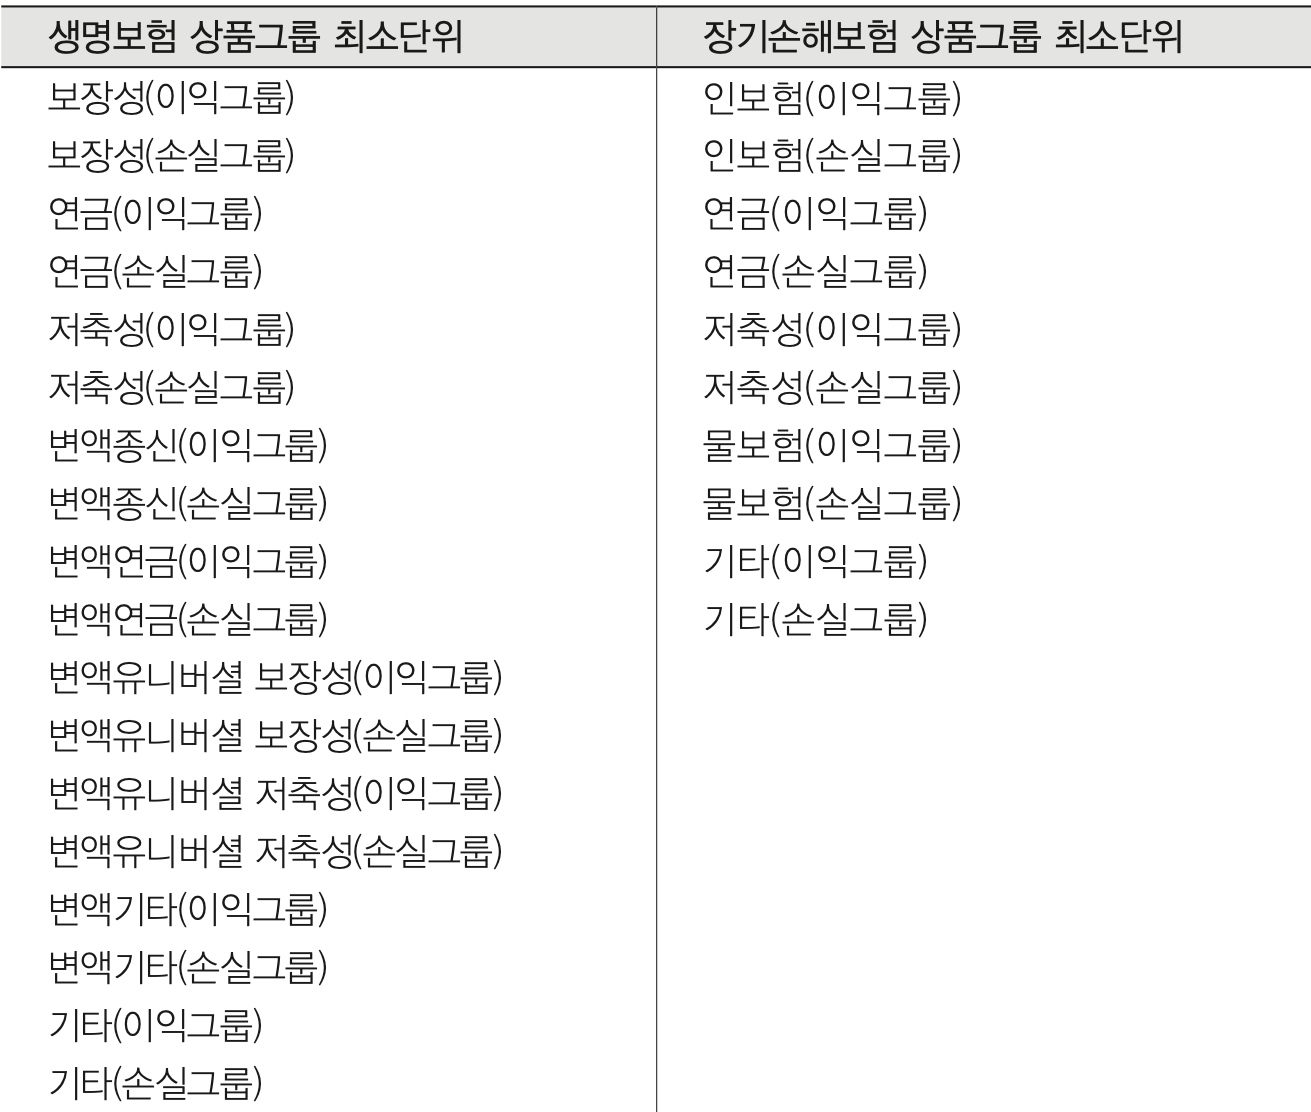 생명보험 상품그룹 최소단위 장기손해보험 상품그룹 최소단위
보장성(이익그룹) 인보험(이익그룹)
보장성(손실그룹) 인보험(손실그룹)
연금(이익그룹) 연금(이익그룹)
연금(손실그룹) 연금(손실그룹)
저축성(이익그룹) 저축성(이익그룹)
저축성(손실그룹) 저축성(손실그룹)
변액종신(이익그룹) 물보험(이익그룹)
변액종신(손실그룹) 물보험(손실그룹)
변액연금(이익그룹) 기타(이익그룹)
변액연금(손실그룹) 기타(손실그룹)
변액유니버셜 보장성(이익그룹)
변액유니버셜 보장성(손실그룹)
변액유니버셜 저축성(이익그룹)
변액유니버셜 저축성(손실그룹)
변액기타(이익그룹)
변액기타(손실그룹)
기타(이익그룹)
기타(손실그룹)